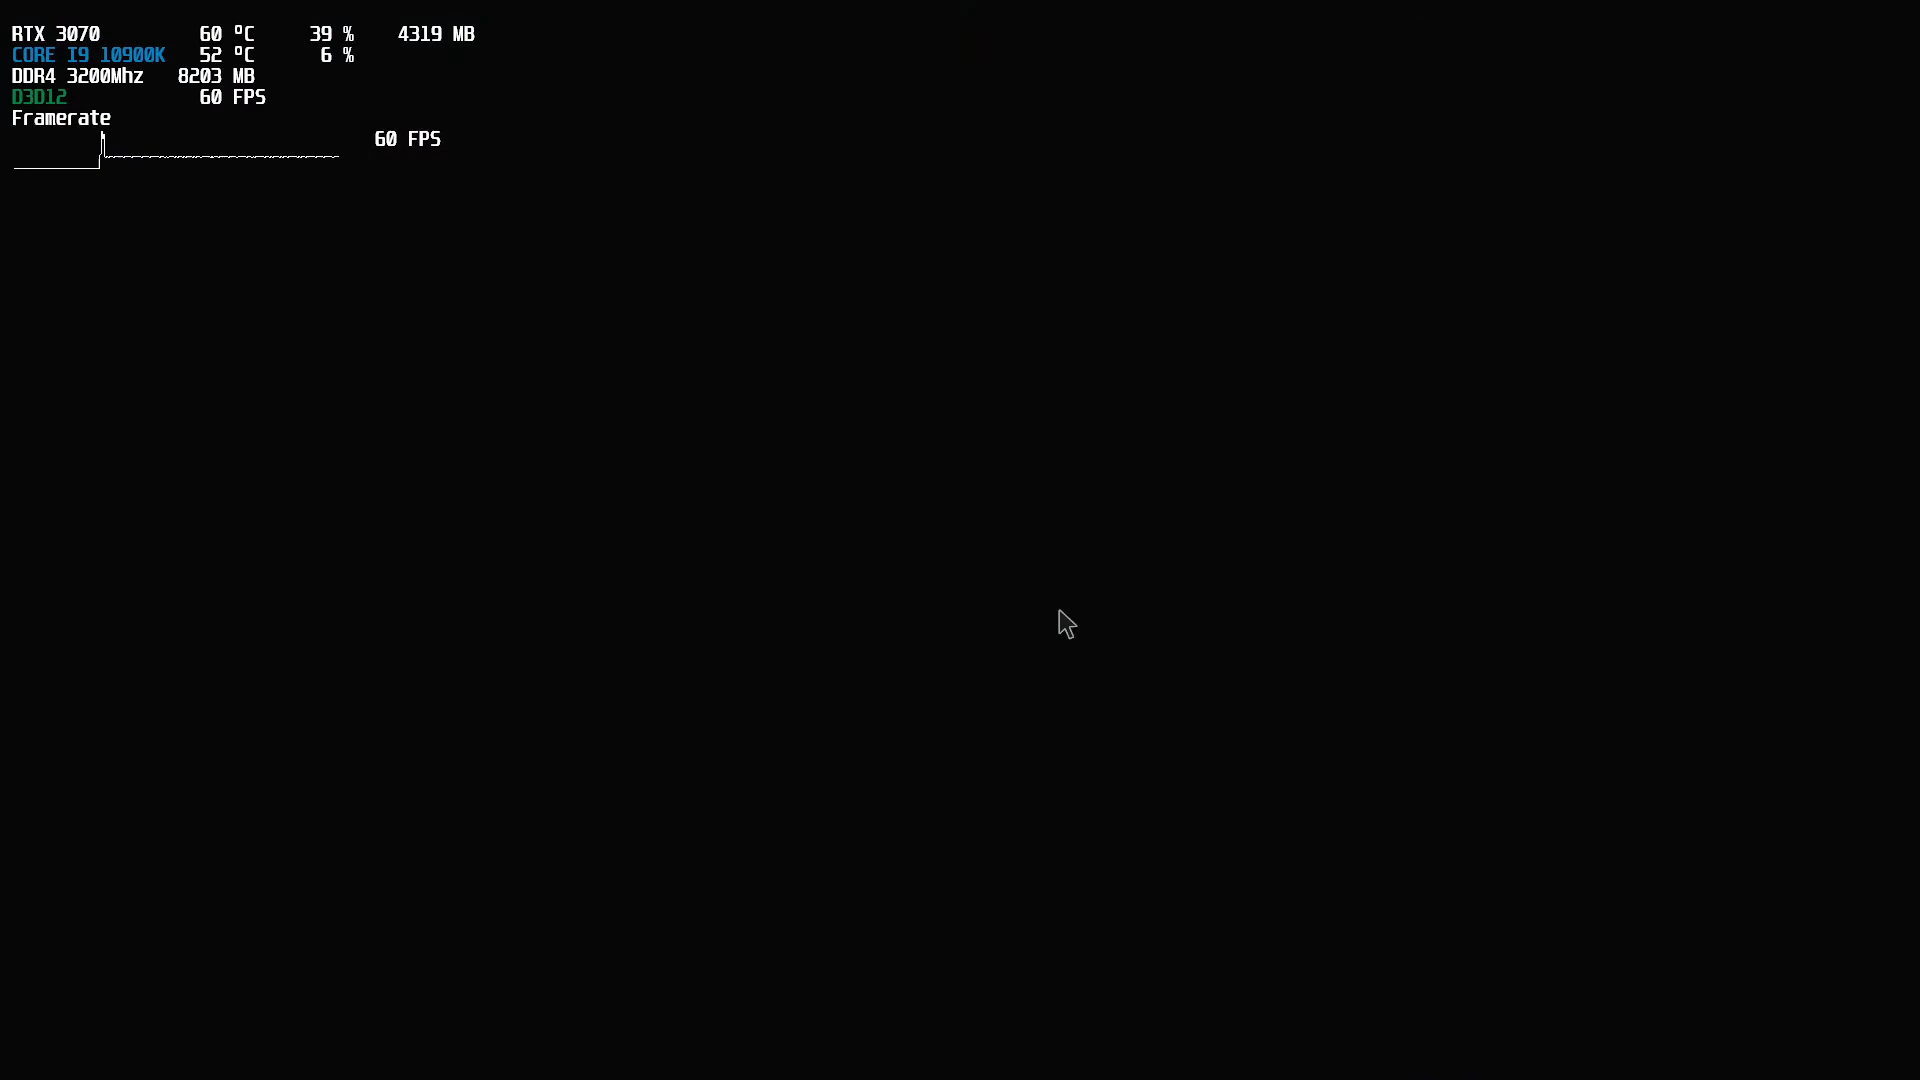 RTX 3070 60 °C 39 % 4319 MB
CORE I9 10900K 52 °C 6 %
DDR4 3200Mhz 8203 MB
D3D12 60 FPS
Framerate
60 FPS